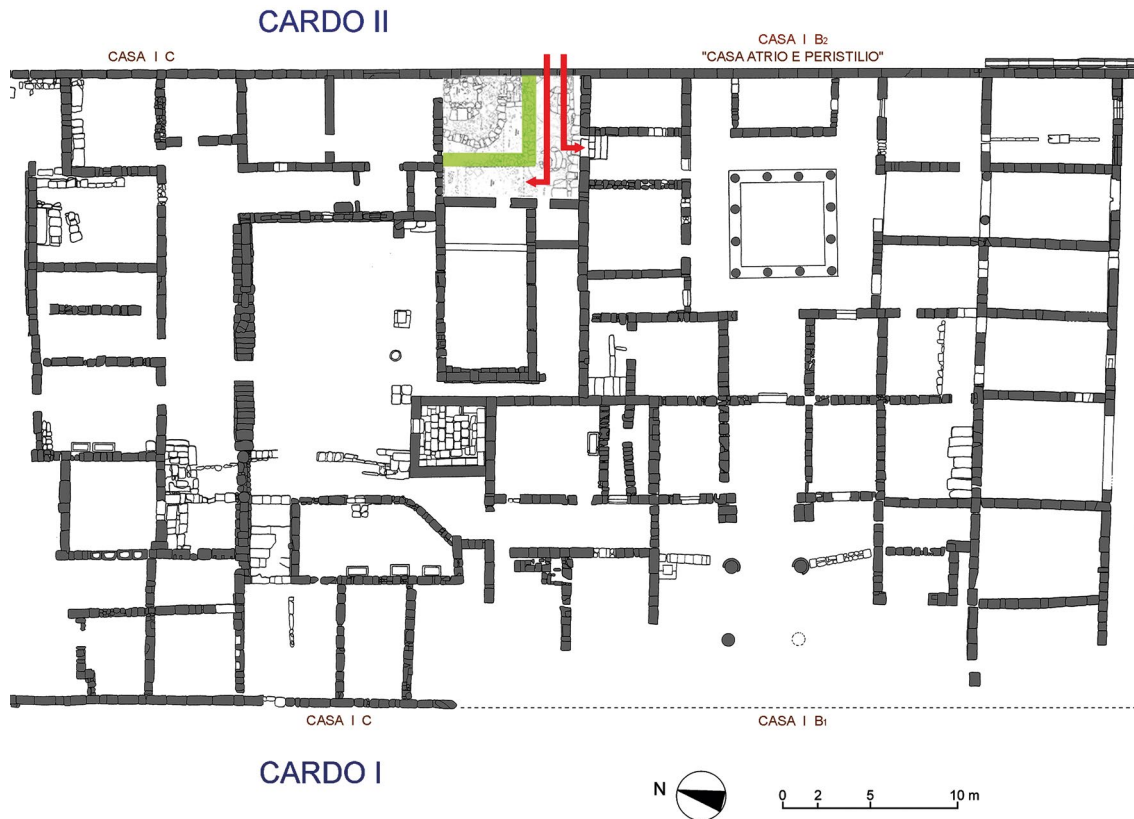 CARDO II
CASA I C
CASA I B2
"CASA ATRIO E PERISTILIO"
CASA I C
CASA I B1
CARDO I
N
0 2 5 10 m